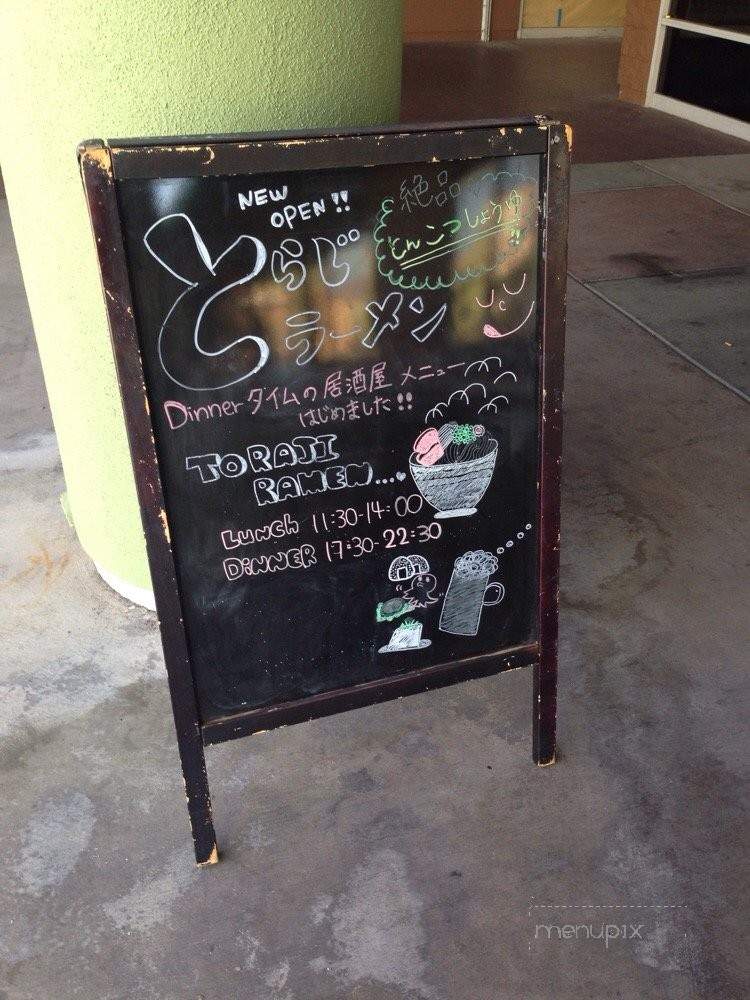 NEW
OPEN!!
とらじ
ラーメン
絶品
とんこつしょうゆ!!
Dinnerタイムの居酒屋 メニュー
はじめました!!
TORAJI
RAMEN...
LUNCH 11:30-14:00
DINNER 17:30-22:30
menupix